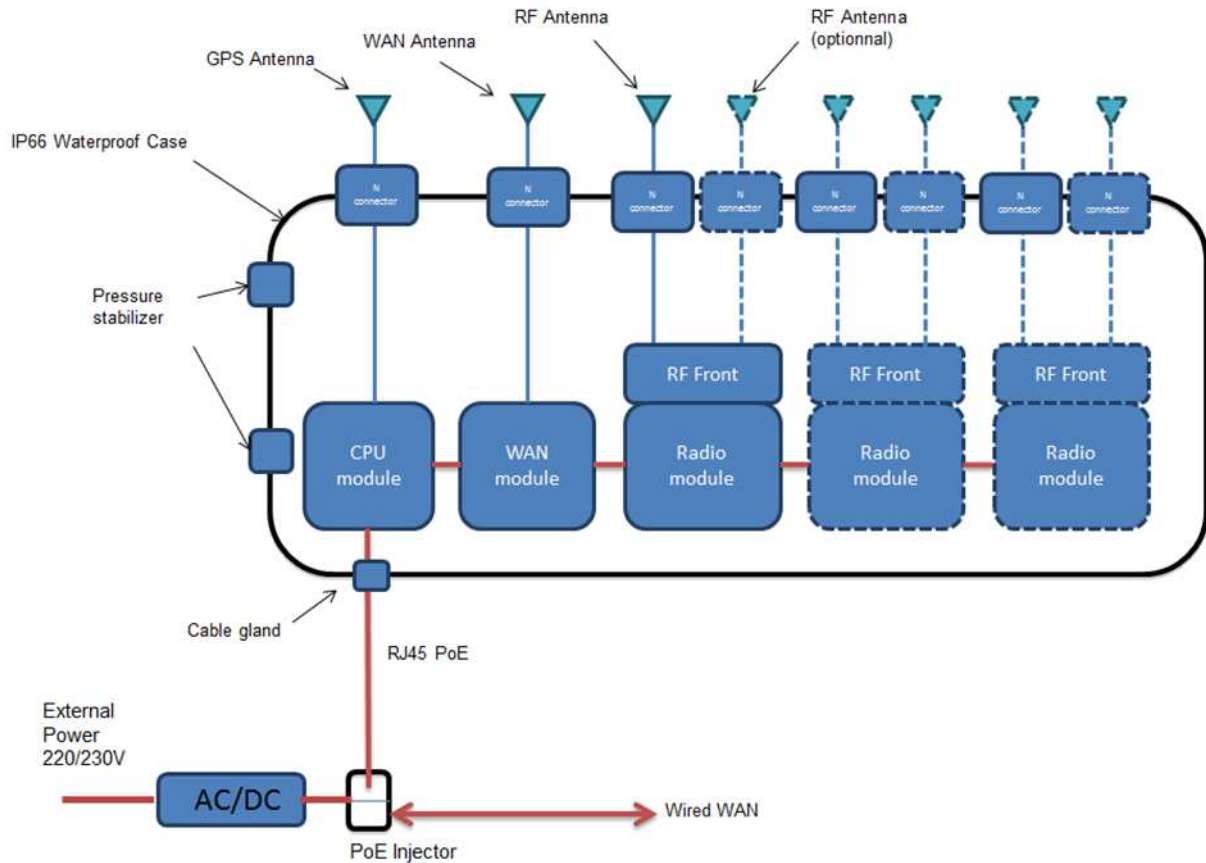 RF Antenna
RF Antenna
(optionnal)
WAN Antenna
GPS Antenna
IP66 Waterproof Case
N
connector
N
connector
N
connector
N
connector
N
connector
N
connector
N
connector
N
connector
Pressure
stabilizer
RF Front
RF Front
RF Front
CPU
module
WAN
module
Radio
module
Radio
module
Radio
module
Cable gland
RJ45 PoE
External
Power
220/230V
AC/DC
Wired WAN
PoE Injector